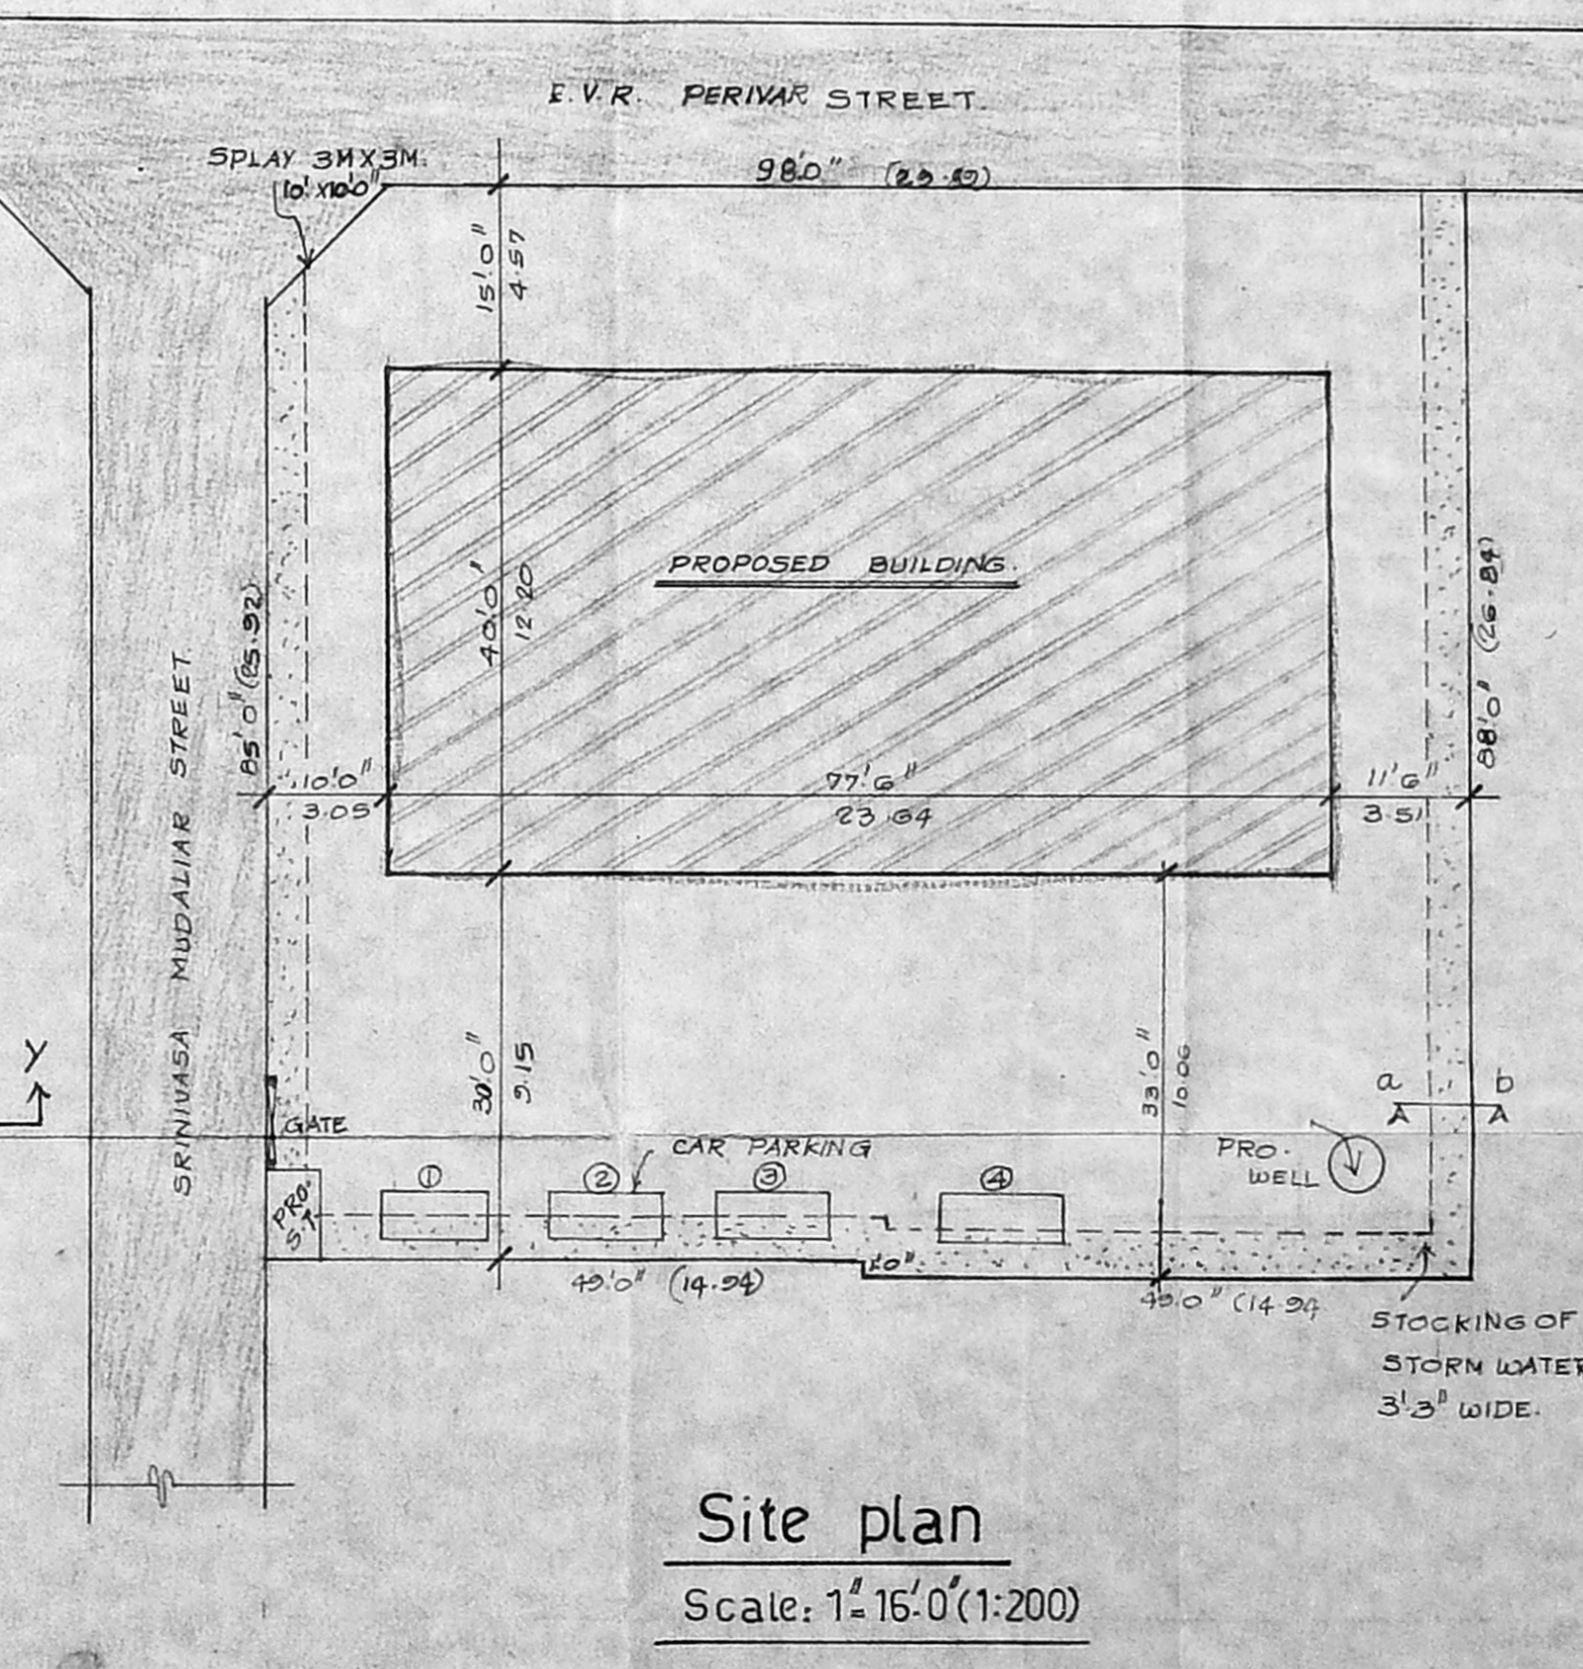 E.V.R. PERIYAR STREET.
SPLAY 3M X 3M.
10' X 10'0"
98'0"
15'0"
4.57
PROPOSED BUILDING.
40'0"
12.20
85'0" (25.92)
88'0" (26.84)
SRINIVASA MUDALIAR STREET.
10'0"
3.05
77'6"
23.64
11'6"
3.51
30'0"
9.15
33'0"
10.06
Y
a b
A A
GATE
CAR PARKING
PRO.
WELL
1 2 3 4
PRO.
S.T.
49'0" (14.94)
49.0" (14.94
STOCKING OF
STORM WATER
3'3" WIDE.
Site plan
Scale: 1"=16'-0"(1:200)